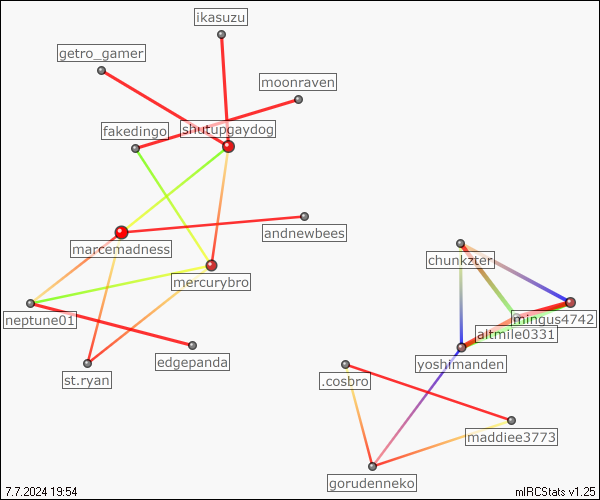 ikasuzu
getro_gamer
moonraven
fakedingo
shutupgaydog
andnewbees
marcemadness
chunkzter
mercurybro
neptune01
mingus4742
altmile0331
edgepanda
yoshimanden
st.ryan
.cosbro
maddiee3773
gorudenneko
7.7.2024 19:54
mIRCStats v1.25